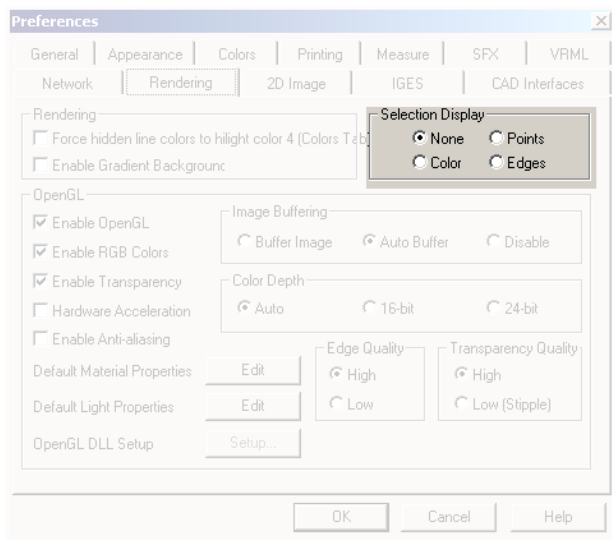 Preferences
General Appearance Colors Printing Measure SFX VRML
Network Rendering 2D Image IGES CAD Interfaces
Rendering
Force hidden line colors to hilight color 4 (Colors Tab)
Enable Gradient Background
Selection Display
None Points
Color Edges
OpenGL
Enable OpenGL
Enable RGB Colors
Enable Transparency
Hardware Acceleration
Enable Anti-aliasing
Image Buffering
Buffer Image Auto Buffer Disable
Color Depth
Auto 16-bit 24-bit
Default Material Properties Edit
Default Light Properties Edit
OpenGL DLL Setup Setup...
Edge Quality
High
Low
Transparency Quality
High
Low (Stipple)
OK Cancel Help